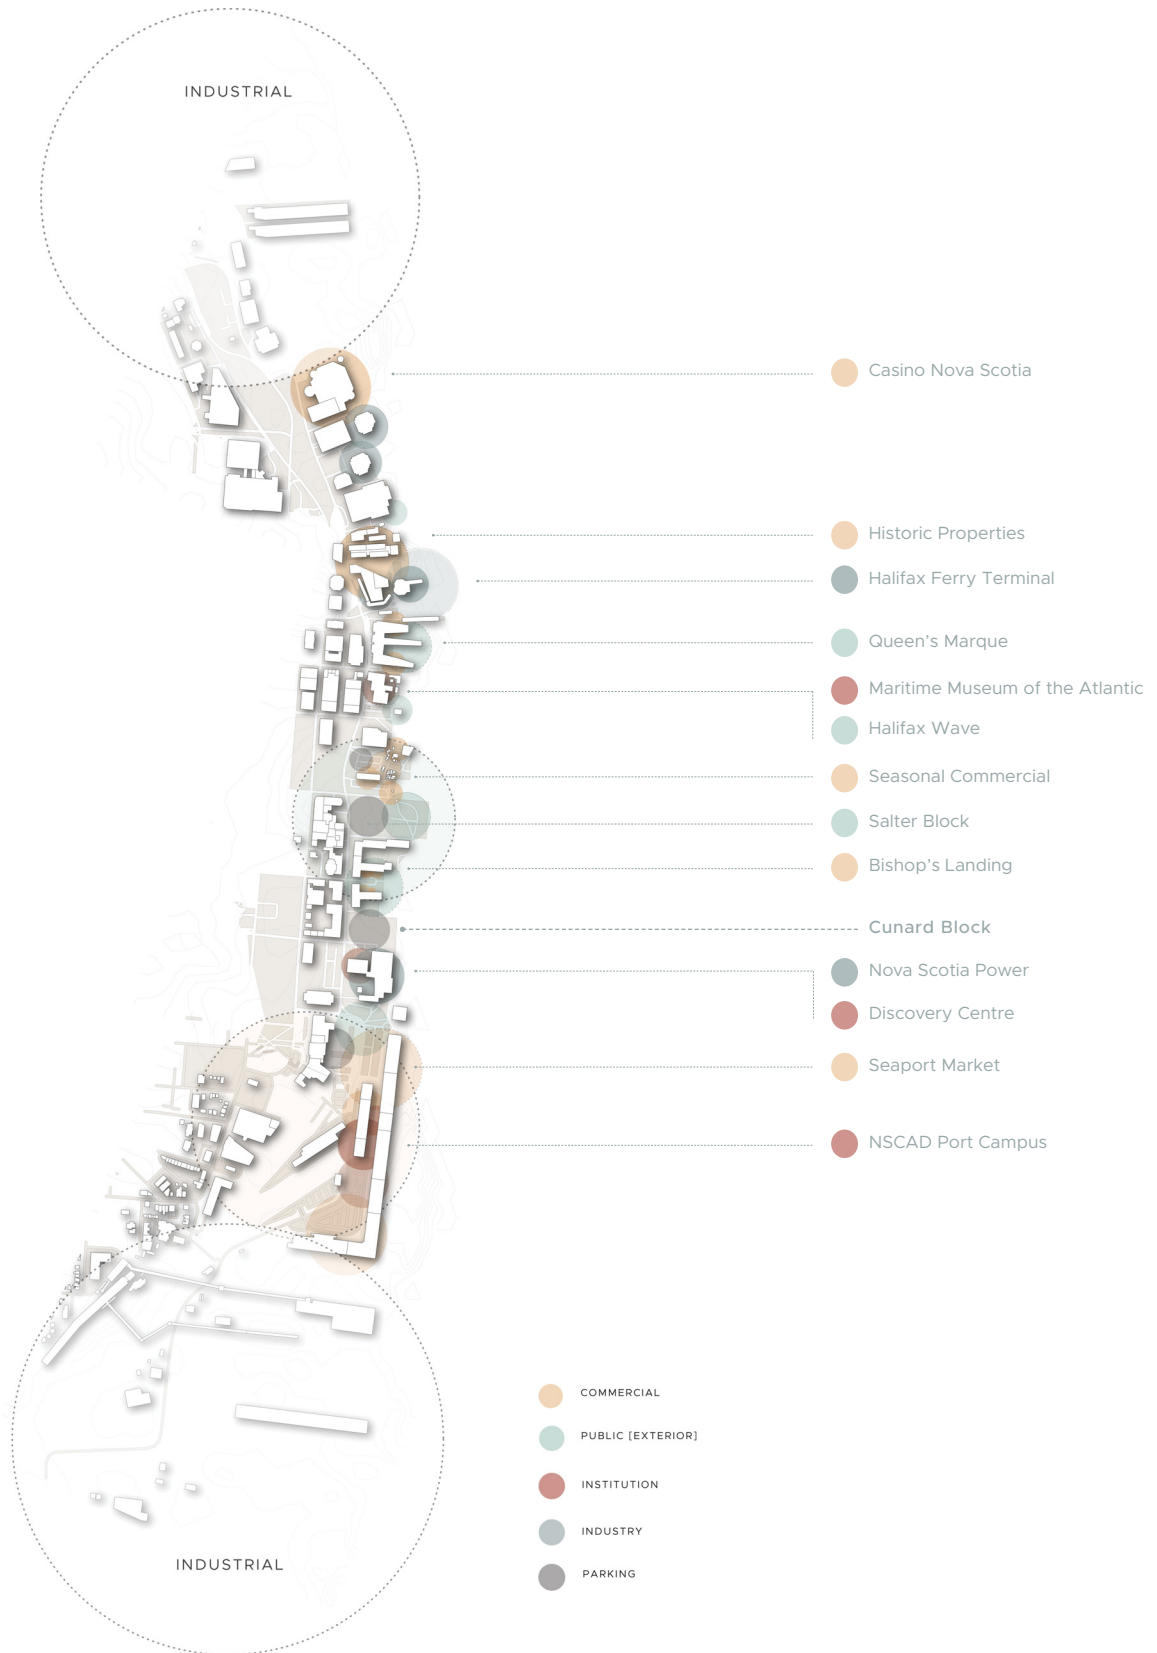 INDUSTRIAL
Casino Nova Scotia
Historic Properties
Halifax Ferry Terminal
Queen's Marque
Maritime Museum of the Atlantic
Halifax Wave
Seasonal Commercial
Salter Block
Bishop's Landing
Cunard Block
Nova Scotia Power
Discovery Centre
Seaport Market
NSCAD Port Campus
COMMERCIAL
PUBLIC [EXTERIOR]
INSTITUTION
INDUSTRY
PARKING
INDUSTRIAL